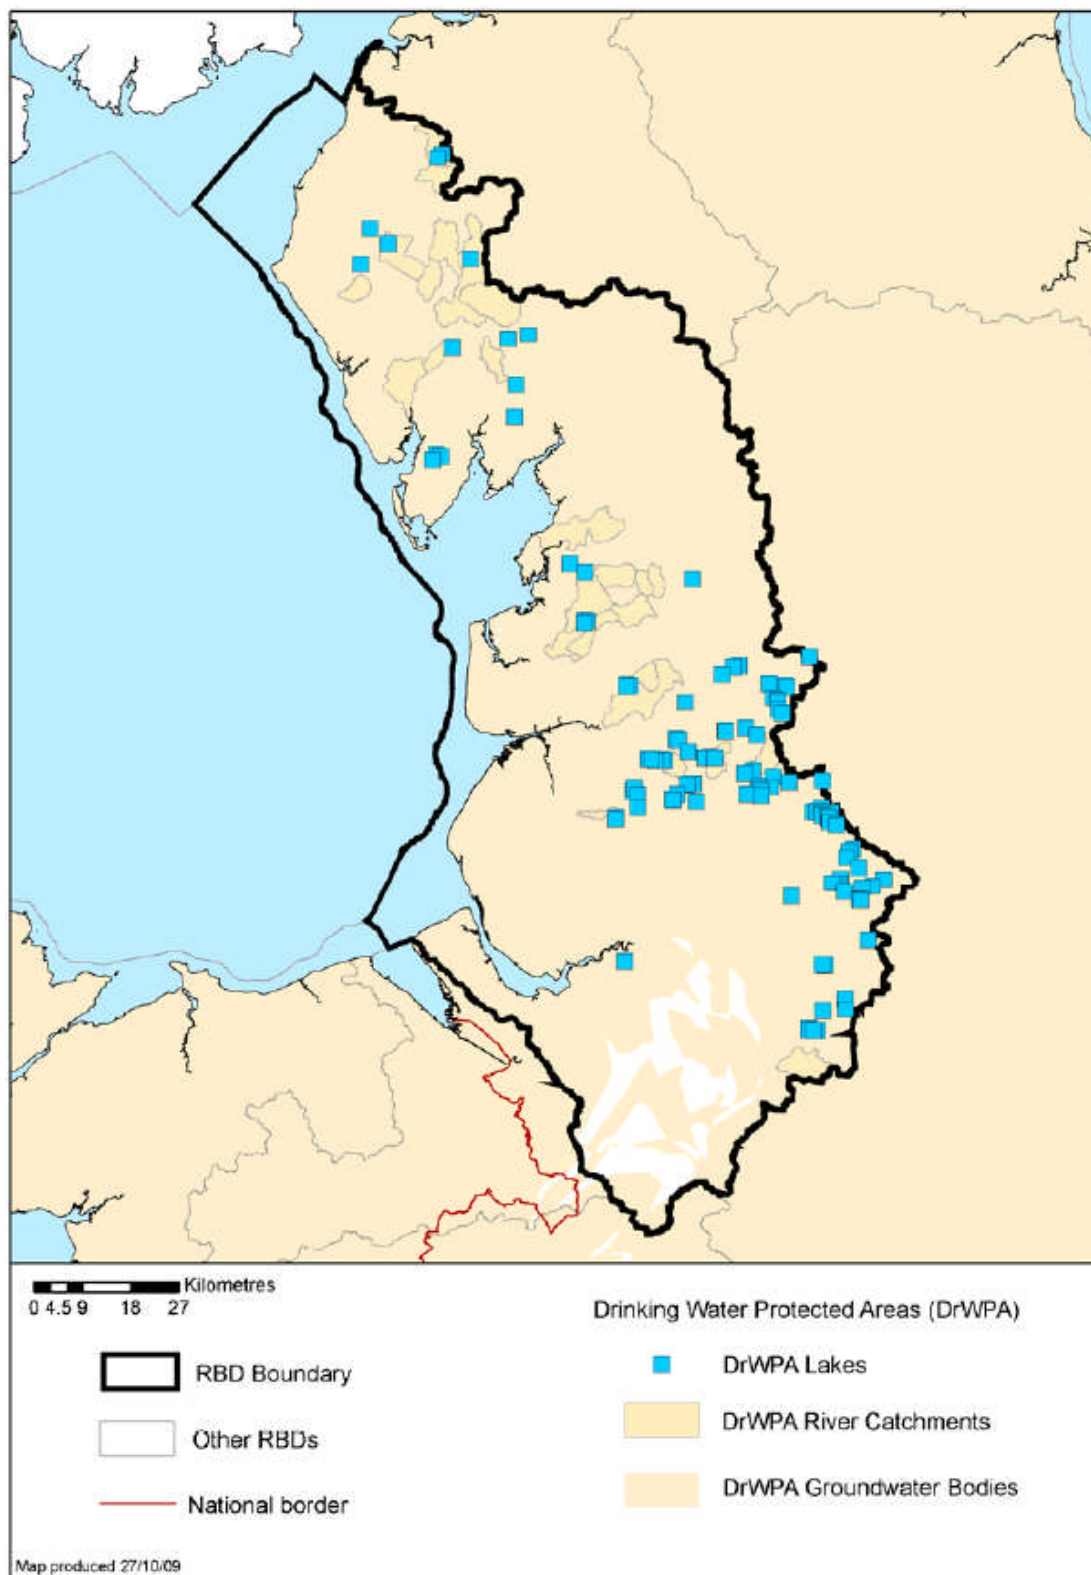 Kilometres
0 4.5 9 18 27
Drinking Water Protected Areas (DrWPA)
RBD Boundary
DrWPA Lakes
Other RBDs
DrWPA River Catchments
National border
DrWPA Groundwater Bodies
Map produced 27/10/09